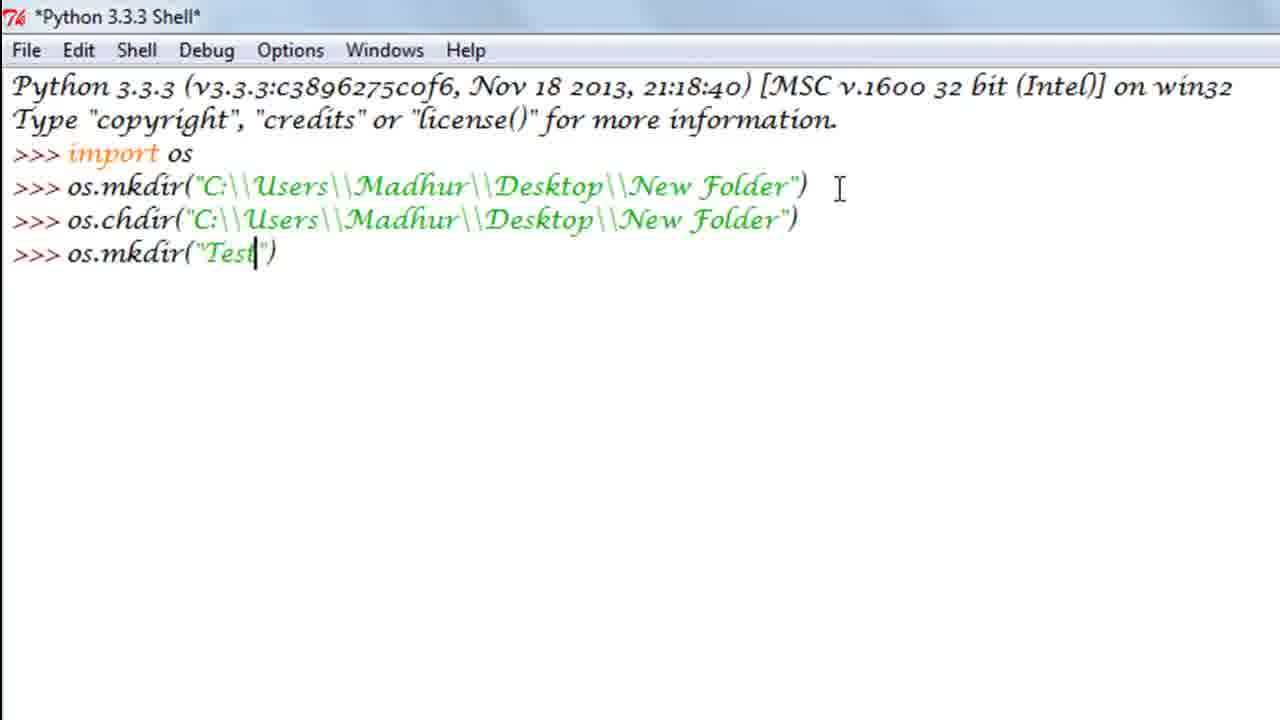 *Python 3.3.3 Shell*
File Edit Shell Debug Options Windows Help
Python 3.3.3 (v3.3.3:c3896275c0f6, Nov 18 2013, 21:18:40) [MSC v.1600 32 bit (Intel)] on win32
Type "copyright", "credits" or "license()" for more information.
>>> import os
>>> os.mkdir("C:\\Users\\Madhur\\Desktop\\New Folder")
>>> os.chdir("C:\\Users\\Madhur\\Desktop\\New Folder")
>>> os.mkdir("Test")